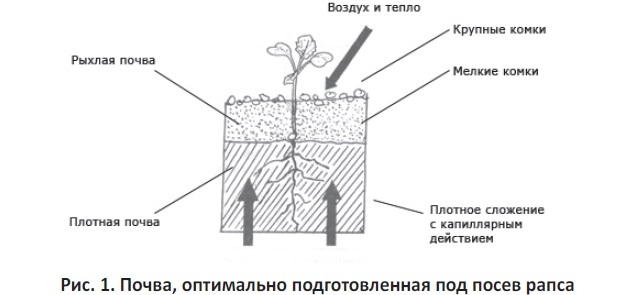 Воздух и тепло
Крупные комки
Рыхлая почва
Мелкие комки
Плотная почва
Плотное сложение
с капиллярным
действием
Рис. 1. Почва, оптимально подготовленная под посев рапса